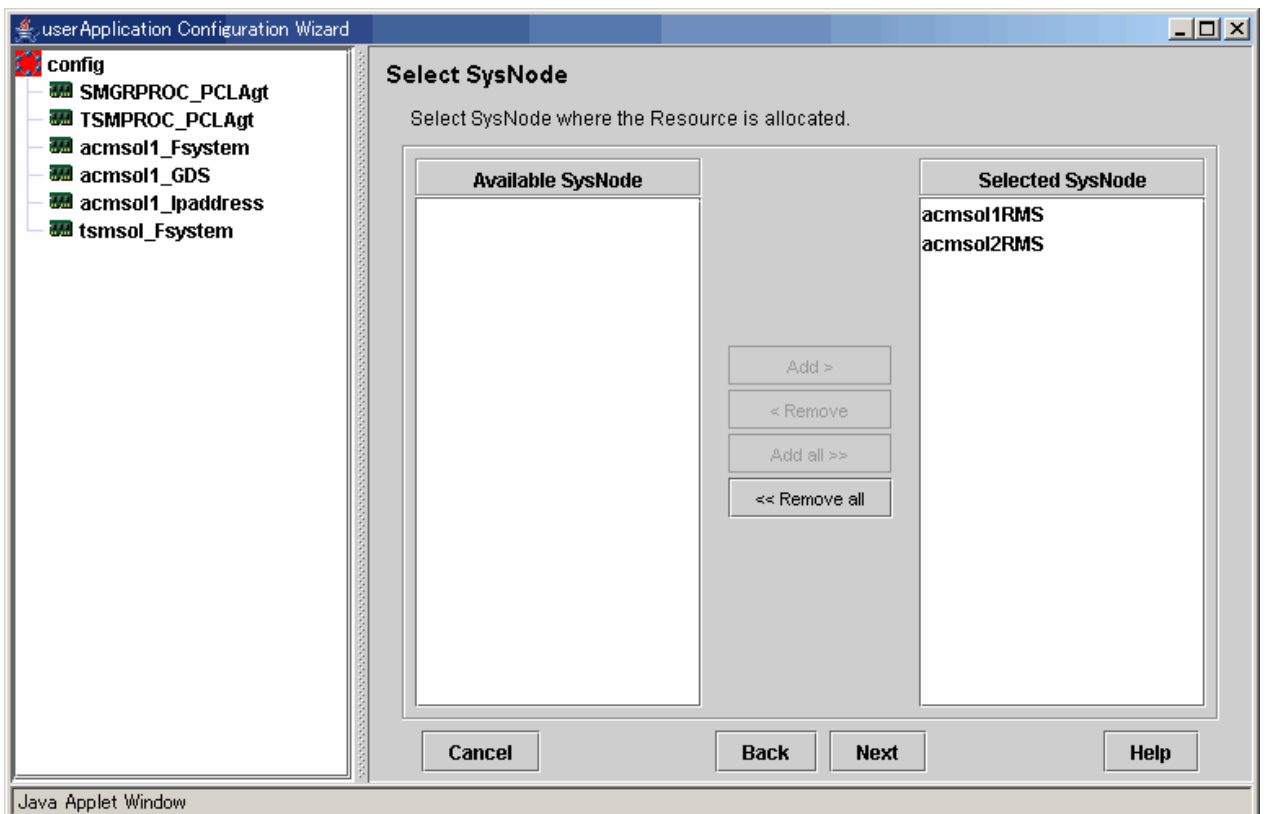 userApplication Configuration Wizard
config
SMGRPROC_PCLAgt
TSMPROC_PCLAgt
acmsol1_Fsystem
acmsol1_GDS
acmsol1_Ipaddress
tsmsol_Fsystem
Select SysNode
Select SysNode where the Resource is allocated.
Available SysNode
Selected SysNode
acmsol1RMS
acmsol2RMS
Add >
< Remove
Add all >>
<< Remove all
Cancel
Back
Next
Help
Java Applet Window